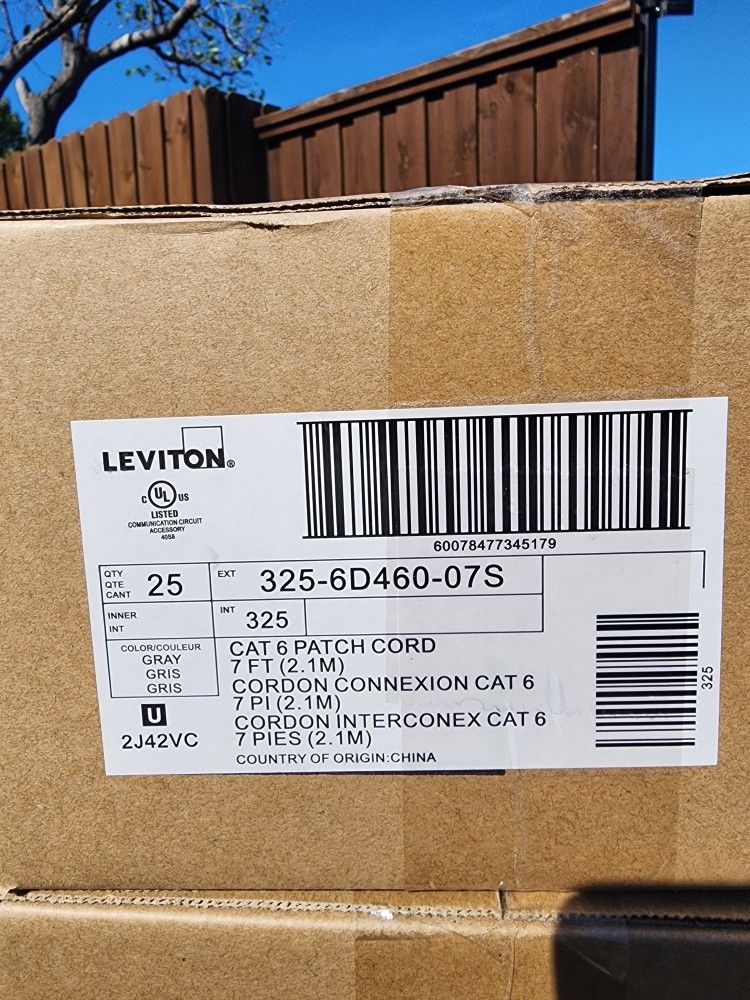 LEVITON®
C UL US
LISTED
COMMUNICATION CIRCUIT
ACCESSORY
40S8
60078477345179
QTY
QTE
CANT
25
EXT
325-6D460-07S
INNER
INT
INT
325
COLOR/COULEUR
GRAY
GRIS
GRIS
CAT 6 PATCH CORD
7 FT (2.1M)
CORDON CONNEXION CAT 6
7 PI (2.1M)
CORDON INTERCONEX CAT 6
7 PIES (2.1M)
COUNTRY OF ORIGIN:CHINA
U
2J42VC
325